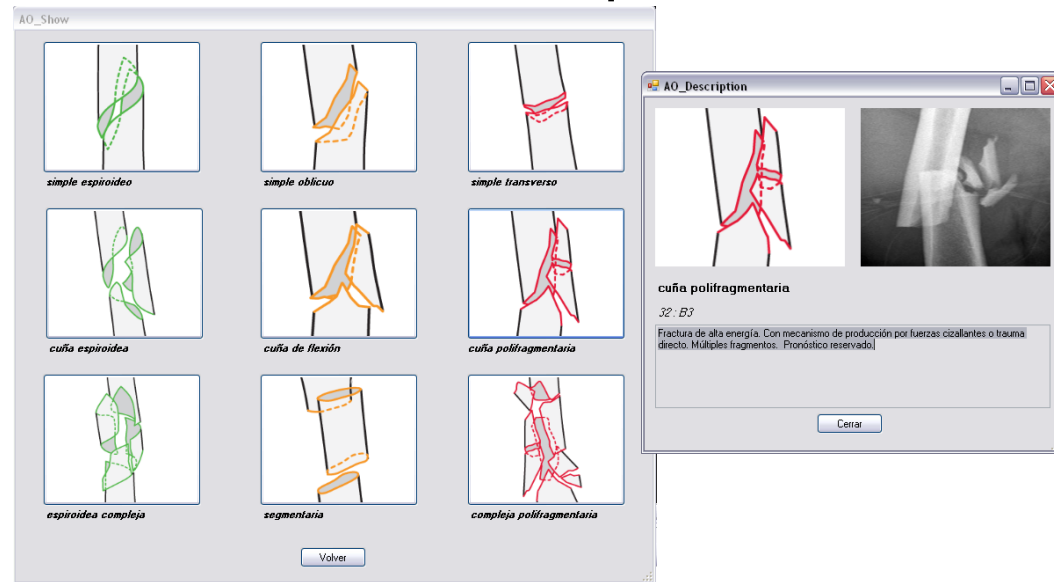 AO_Show
simple espiroideo
simple oblicuo
simple transverso
cuña espiroidea
cuña de flexión
cuña polifragmentaria
espiroidea compleja
segmentaria
compleja polifragmentaria
Volver
AO_Description
cuña polifragmentaria
32 : B3
Fractura de alta energía. Con mecanismo de producción por fuerzas cizallantes o trauma
directo. Múltiples fragmentos.  Pronóstico reservado.
Cerrar